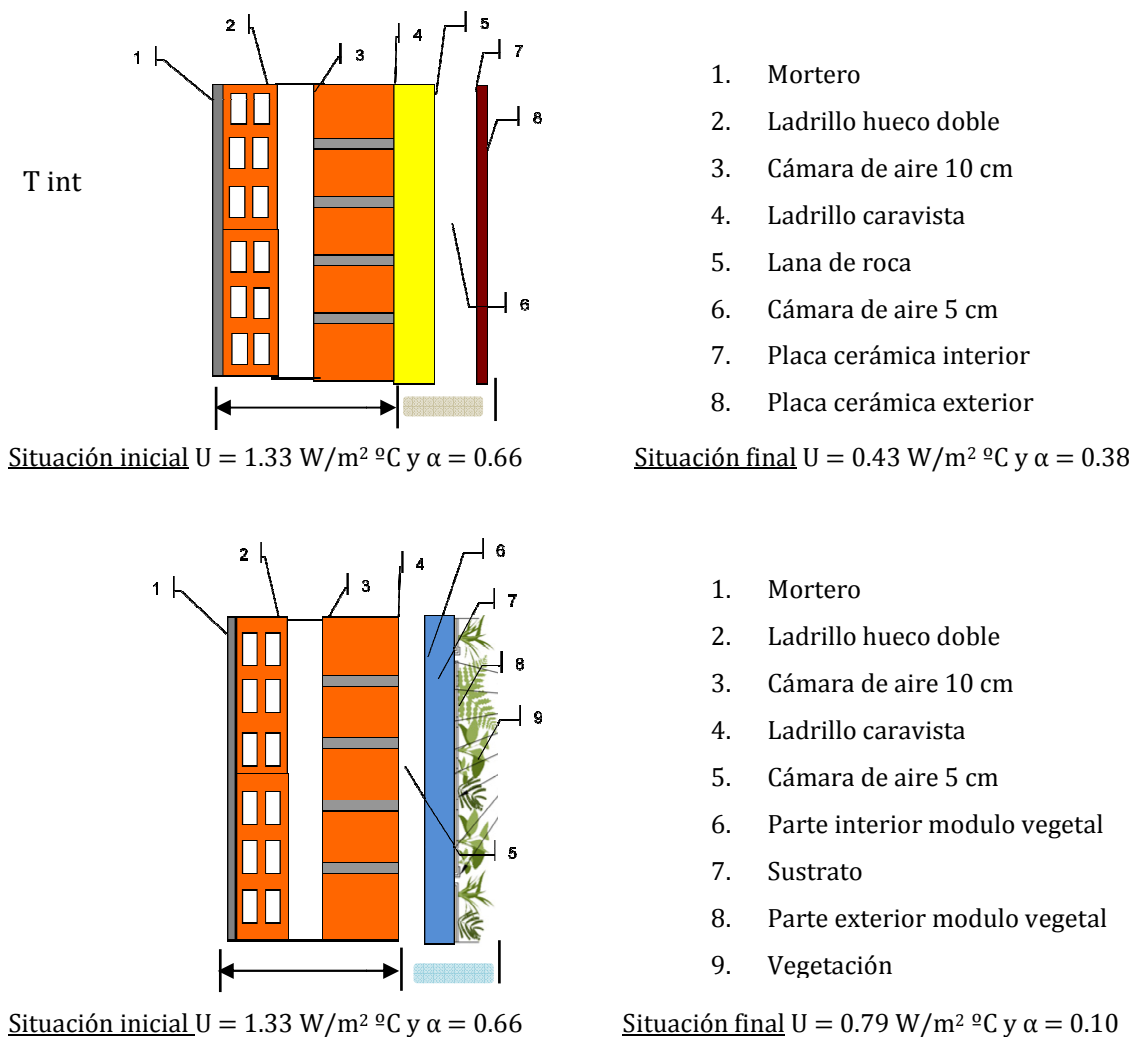 2
5
4
7
1
3
8
T int
6
1. Mortero
2. Ladrillo hueco doble
3. Cámara de aire 10 cm
4. Ladrillo caravista
5. Lana de roca
6. Cámara de aire 5 cm
7. Placa cerámica interior
8. Placa cerámica exterior
Situación inicial U = 1.33 W/m² ºC y α = 0.66
Situación final U = 0.43 W/m² ºC y α = 0.38
6
2
4
1
3
7
8
9
5
1. Mortero
2. Ladrillo hueco doble
3. Cámara de aire 10 cm
4. Ladrillo caravista
5. Cámara de aire 5 cm
6. Parte interior modulo vegetal
7. Sustrato
8. Parte exterior modulo vegetal
9. Vegetación
Situación inicial U = 1.33 W/m² ºC y α = 0.66
Situación final U = 0.79 W/m² ºC y α = 0.10